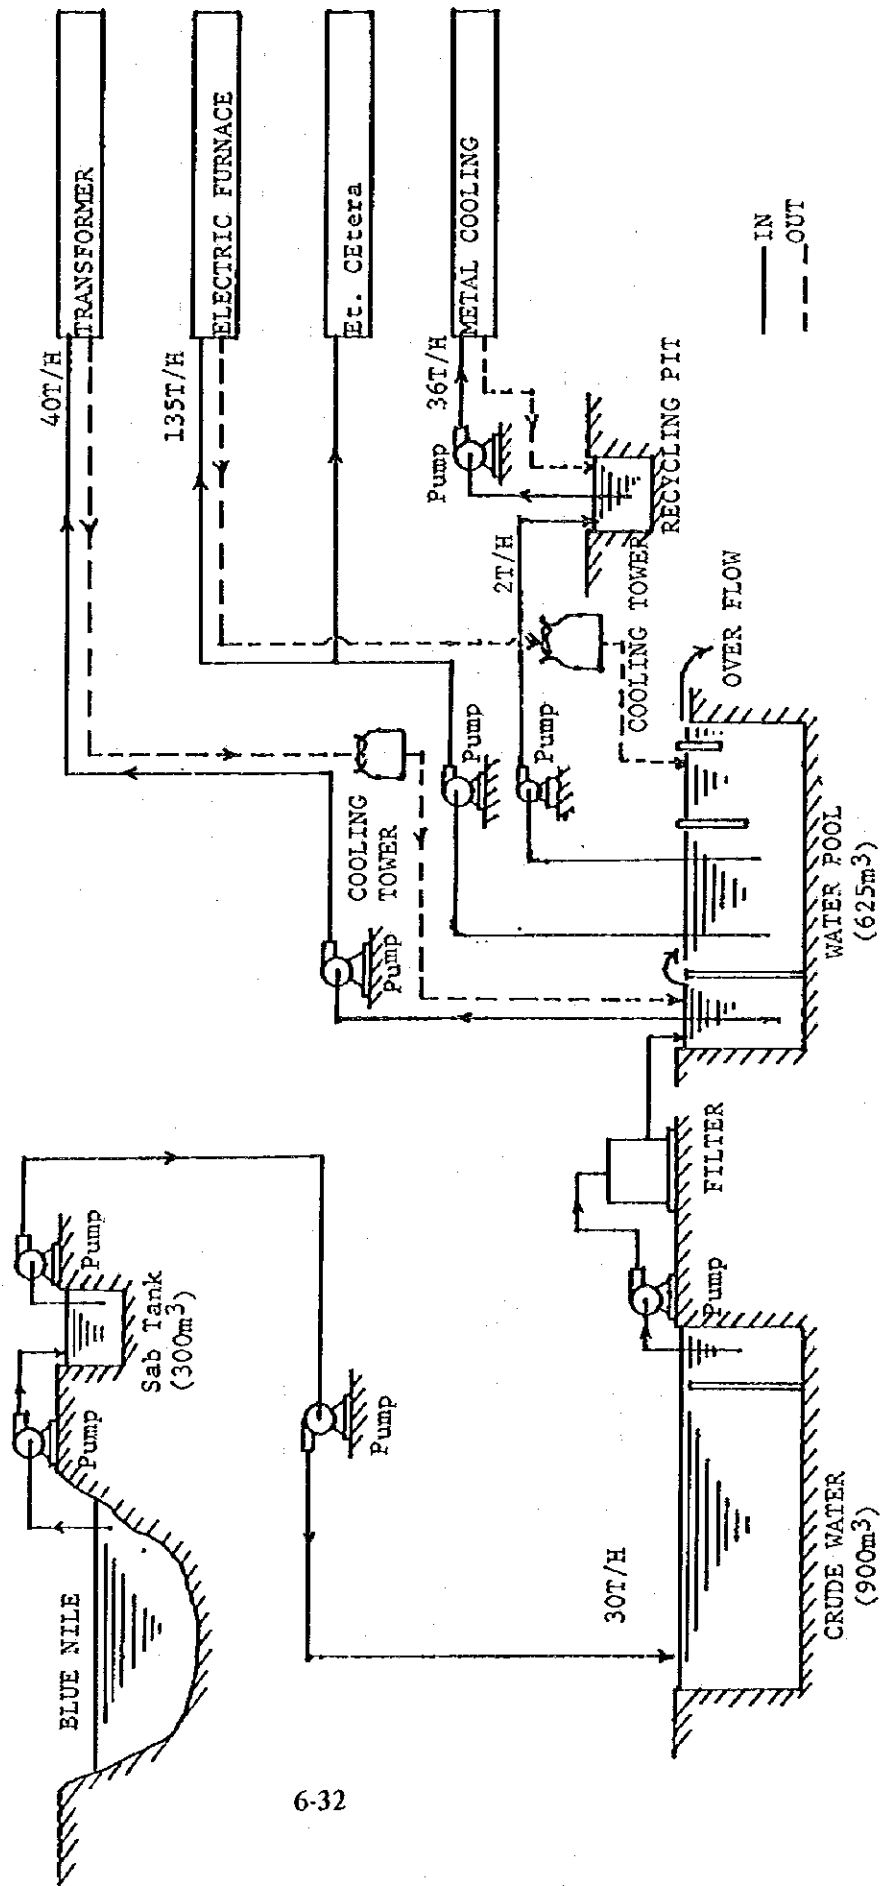 BLUE NILE
Pump
Sab Tank
(300m³)
Pump
Pump
30T/H
CRUDE WATER
(900m³)
Pump
FILTER
WATER POOL
(625m³)
OVER FLOW
Pump
COOLING
TOWER
Pump
Pump
COOLING TOWER
2T/H
RECYCLING PIT
Pump
40T/H
TRANSFORMER
135T/H
ELECTRIC FURNACE
Et. CEtera
36T/H
METAL COOLING
IN
OUT
6-32